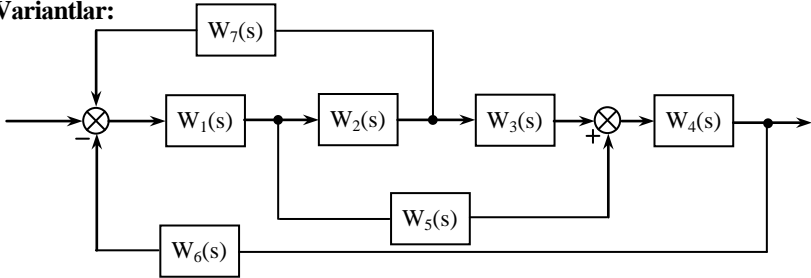 Variantlar:
W7(s)
W1(s)
W2(s)
W3(s)
W4(s)
−
+
W5(s)
W6(s)